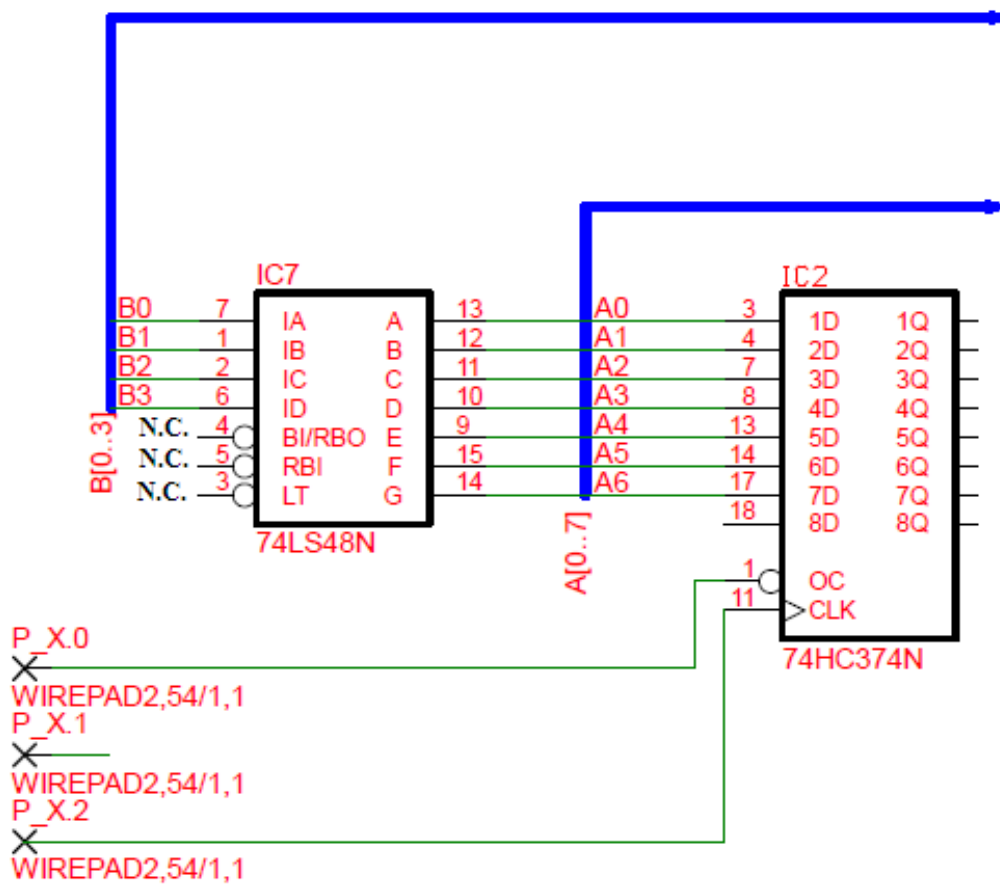 IC7
IC2
B0 7 IA A 13 A0 3 1D 1Q
B1 1 IB B 12 A1 4 2D 2Q
B2 2 IC C 11 A2 7 3D 3Q
B3 6 ID D 10 A3 8 4D 4Q
N.C. 4 BI/RBO E 9 A4 13 5D 5Q
N.C. 5 RBI F 15 A5 14 6D 6Q
N.C. 3 LT G 14 A6 17 7D 7Q
18 8D 8Q
B[0..3]
74LS48N
A[0..7]
1 OC
11 CLK
74HC374N
P_X.0
WIREPAD2,54/1,1
P_X.1
WIREPAD2,54/1,1
P_X.2
WIREPAD2,54/1,1